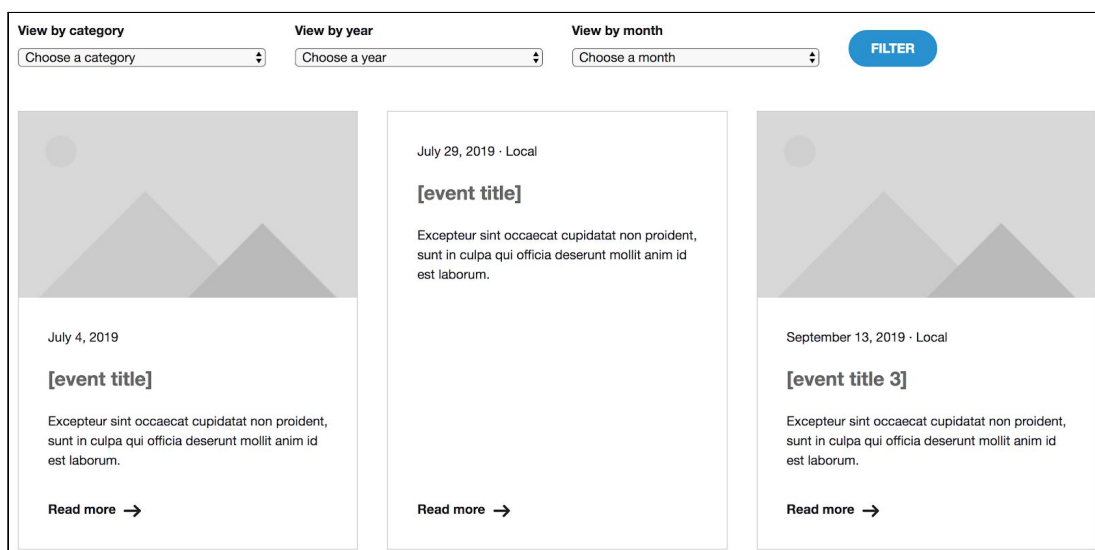 View by category
View by year
View by month
Choose a category
Choose a year
Choose a month
FILTER
July 4, 2019
[event title]
Excepteur sint occaecat cupidatat non proident,
sunt in culpa qui officia deserunt mollit anim id
est laborum.
Read more
July 29, 2019 · Local
[event title]
Excepteur sint occaecat cupidatat non proident,
sunt in culpa qui officia deserunt mollit anim id
est laborum.
Read more
September 13, 2019 · Local
[event title 3]
Excepteur sint occaecat cupidatat non proident,
sunt in culpa qui officia deserunt mollit anim id
est laborum.
Read more